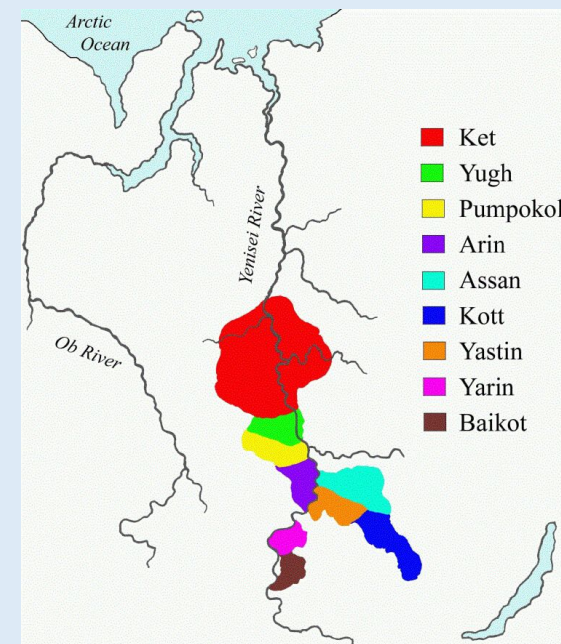 Arctic
Ocean
Yenisei River
Ob River
Ket
Yugh
Pumpokol
Arin
Assan
Kott
Yastin
Yarin
Baikot